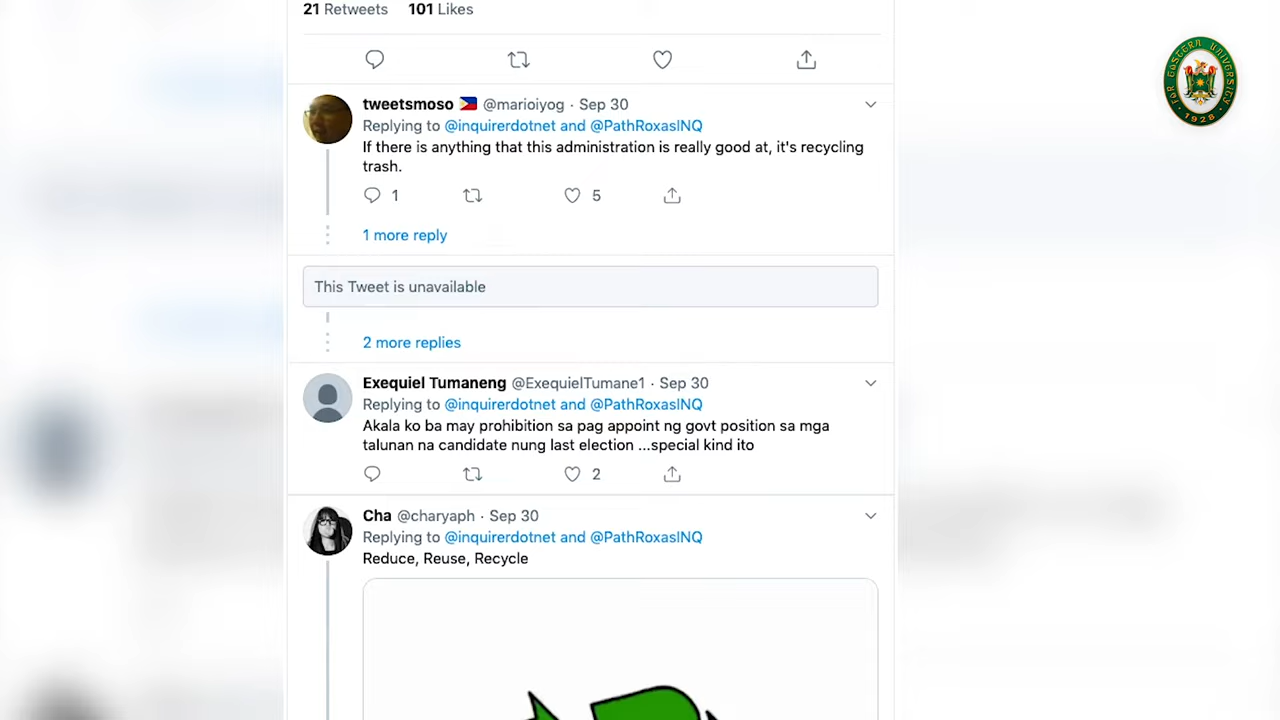 21 Retweets 101 Likes
tweetsmoso 🇵🇭 @marioiyog · Sep 30
Replying to @inquirerdotnet and @PathRoxasINQ
If there is anything that this administration is really good at, it's recycling
trash.
1 5
1 more reply
This Tweet is unavailable
2 more replies
Exequiel Tumaneng @ExequielTumane1 · Sep 30
Replying to @inquirerdotnet and @PathRoxasINQ
Akala ko ba may prohibition sa pag appoint ng govt position sa mga
talunan na candidate nung last election ...special kind ito
2
Cha @charyaph · Sep 30
Replying to @inquirerdotnet and @PathRoxasINQ
Reduce, Reuse, Recycle
FAR EASTERN UNIVERSITY
1928